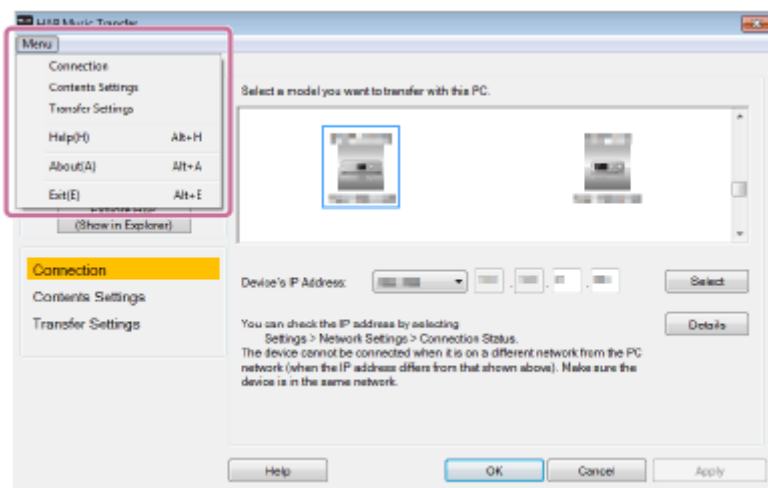 HAP Music Transfer
Menu
Connection
Contents Settings
Transfer Settings
Help(H) Alt+H
About(A) Alt+A
Exit(E) Alt+E
(Show in Explorer)
Connection
Contents Settings
Transfer Settings
Select a model you want to transfer with this PC.
Device's IP Address:
Select
You can check the IP address by selecting
Settings > Network Settings > Connection Status.
The device cannot be connected when it is on a different network from the PC
network (when the IP address differs from that shown above). Make sure the
device is in the same network.
Details
Help
OK
Cancel
Apply